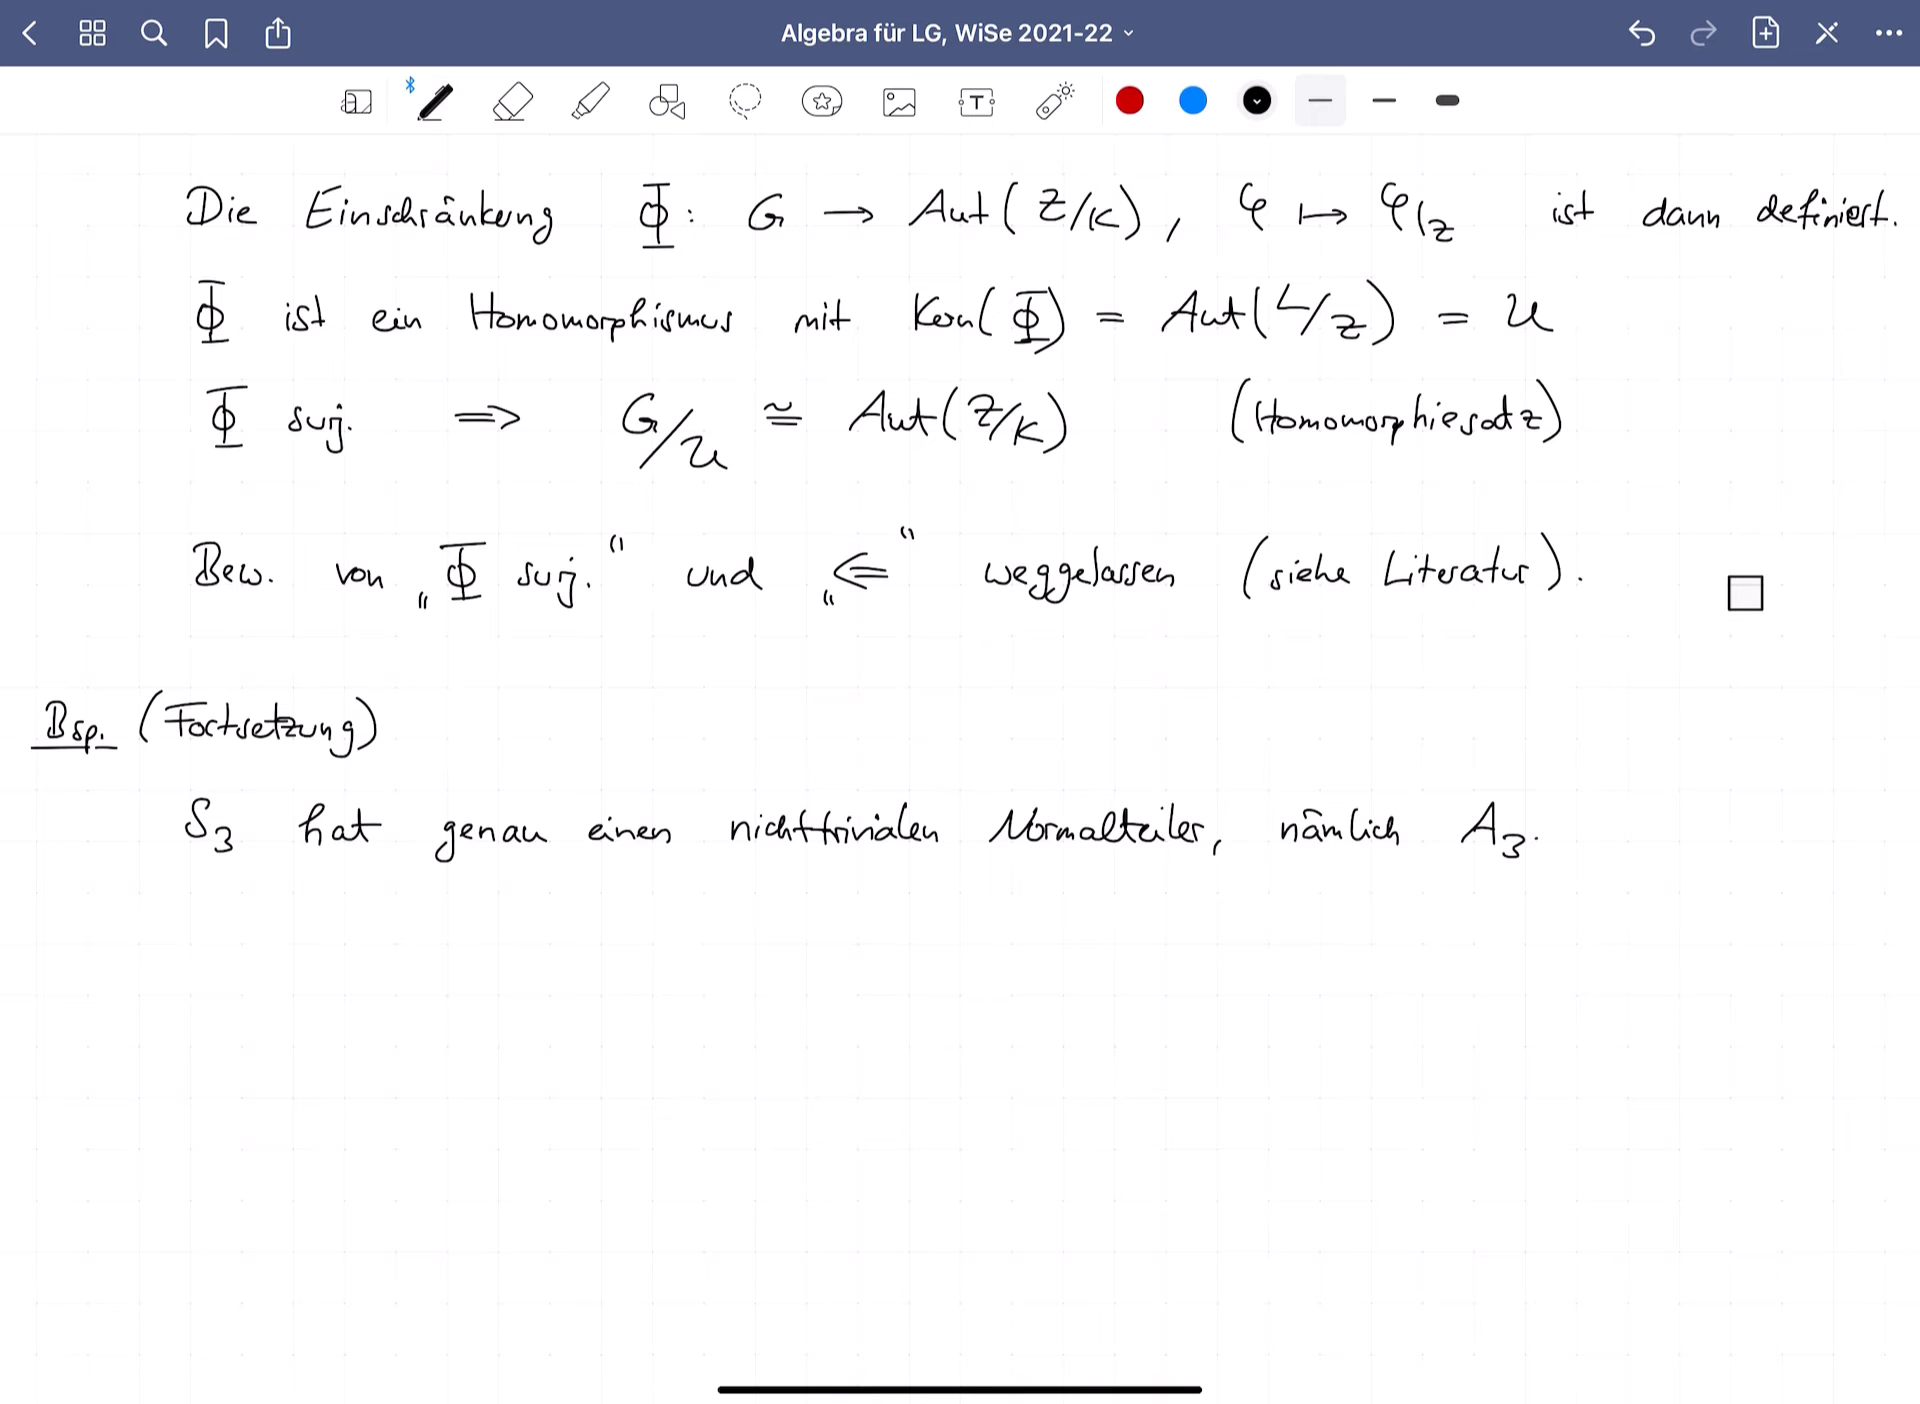 Algebra für LG, WiSe 2021-22
Die Einschränkung Φ: G → Aut(Z/K), φ ↦ φ|_Z ist dann definiert.
Φ ist ein Homomorphismus mit Kern(Φ) = Aut(L/Z) = U
Φ surj. ⟹ G/U ≅ Aut(Z/K) (Homomorphiesatz)
Bew. von „Φ surj.“ und „⇐“ weggelassen (siehe Literatur). □
Bsp. (Fortsetzung)
S₃ hat genau einen nichttrivialen Normalteiler, nämlich A₃.